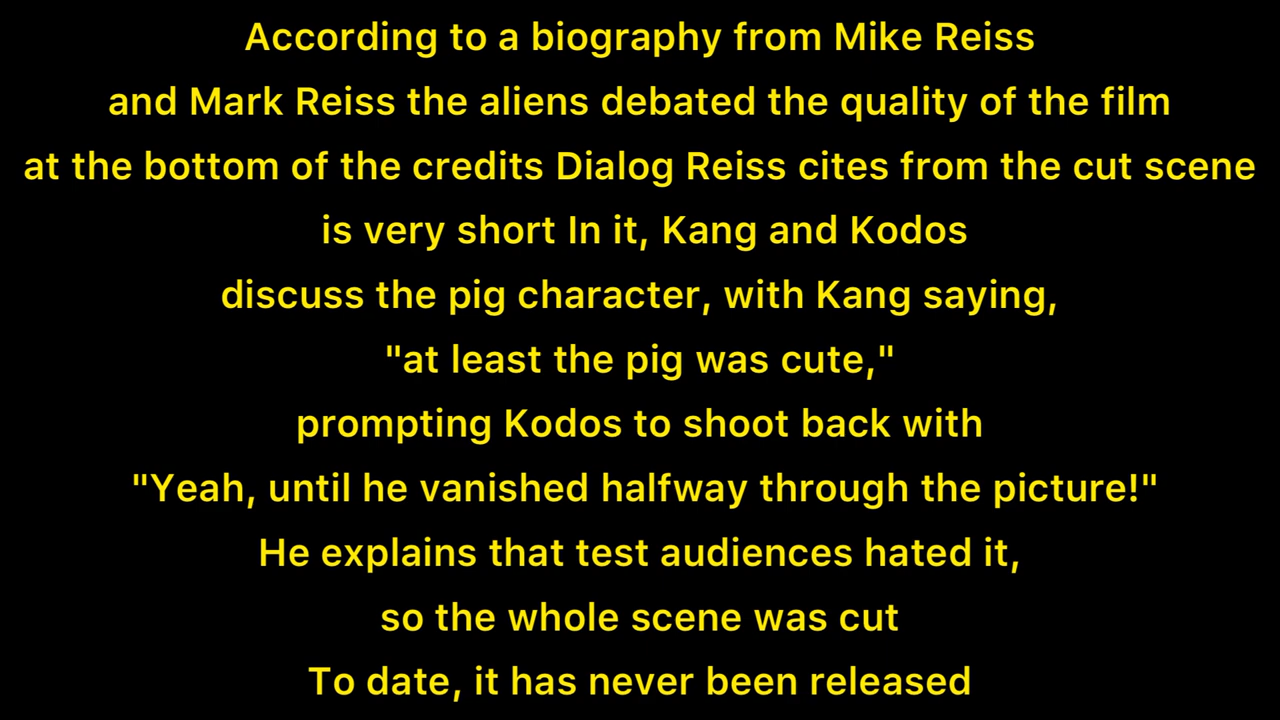 According to a biography from Mike Reiss
and Mark Reiss the aliens debated the quality of the film
at the bottom of the credits Dialog Reiss cites from the cut scene
is very short In it, Kang and Kodos
discuss the pig character, with Kang saying,
"at least the pig was cute,"
prompting Kodos to shoot back with
"Yeah, until he vanished halfway through the picture!"
He explains that test audiences hated it,
so the whole scene was cut
To date, it has never been released